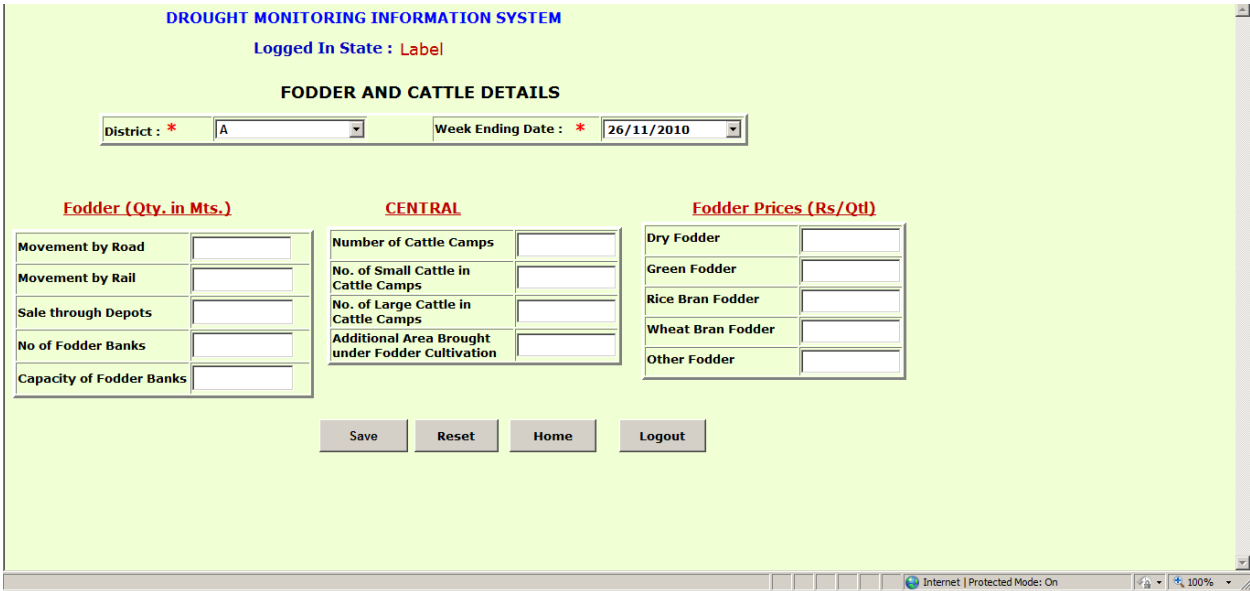 DROUGHT MONITORING INFORMATION SYSTEM
Logged In State : Label
FODDER AND CATTLE DETAILS
District : * A Week Ending Date : * 26/11/2010
Fodder (Qty. in Mts.)
Movement by Road
Movement by Rail
Sale through Depots
No of Fodder Banks
Capacity of Fodder Banks
CENTRAL
Number of Cattle Camps
No. of Small Cattle in
Cattle Camps
No. of Large Cattle in
Cattle Camps
Additional Area Brought
under Fodder Cultivation
Fodder Prices (Rs/Qtl)
Dry Fodder
Green Fodder
Rice Bran Fodder
Wheat Bran Fodder
Other Fodder
Save Reset Home Logout
Internet | Protected Mode: On 100%